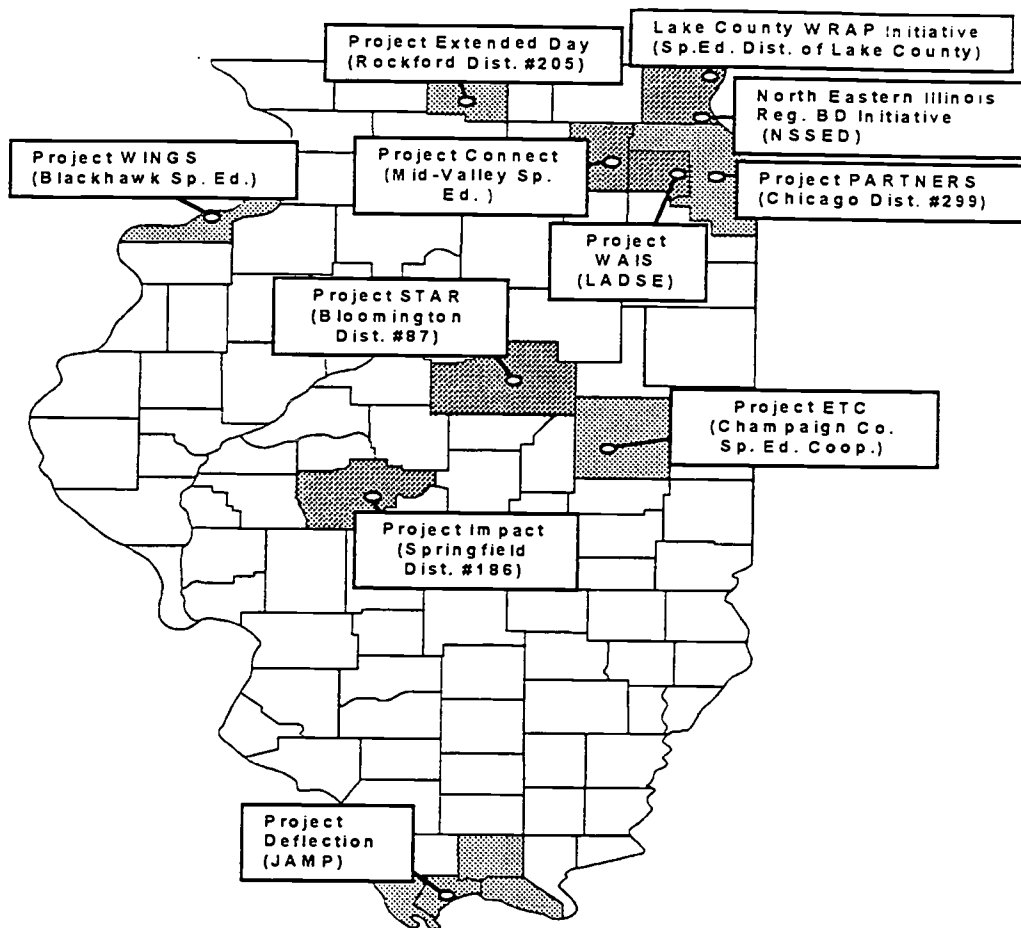 Project Extended Day
(Rockford Dist. #205)
Lake County WRAP Initiative
(Sp.Ed. Dist. of Lake County)
North Eastern Illinois
Reg. BD Initiative
(NSSED)
Project WINGS
(Blackhawk Sp. Ed.)
Project Connect
(Mid-Valley Sp.
Ed. )
Project PARTNERS
(Chicago Dist. #299)
Project
WAIS
(LADSE)
Project STAR
(Bloomington
Dist. #87)
Project ETC
(Champaign Co.
Sp. Ed. Coop.)
Project Impact
(Springfield
Dist. #186)
Project
Deflection
(JAMP)